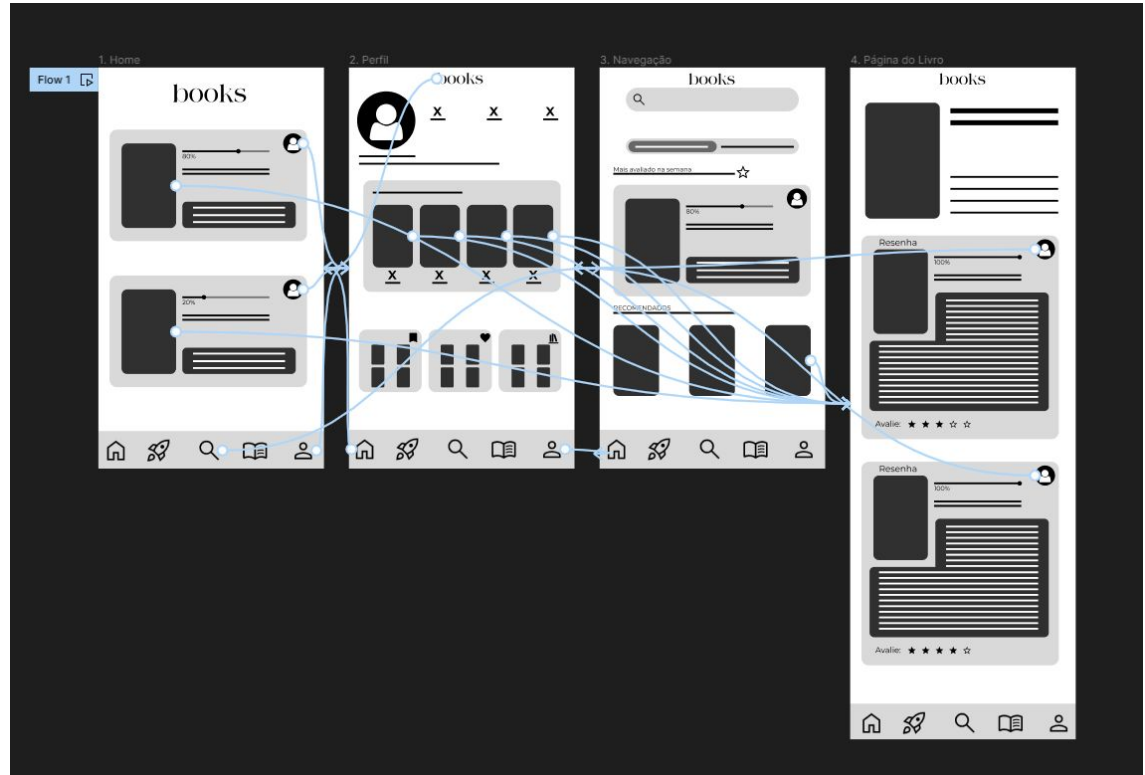 1. Home
2. Perfil
3. Navegação
4. Página do Livro
Flow 1
books
80%
20%
books
X X X
X X X X
books
Mais avaliado na semana
80%
RECOMENDADOS
books
Resenha
100%
Avalie:
Resenha
100%
Avalie: